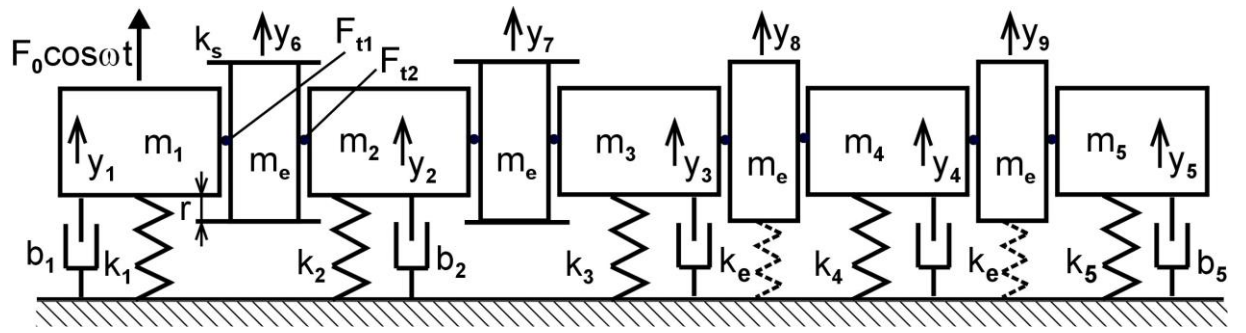 F₀cosωt
kₛ
y₆
Fₜ₁
Fₜ₂
y₇
y₈
y₉
y₁
m₁
mₑ
m₂
y₂
mₑ
m₃
y₃
mₑ
m₄
y₄
mₑ
m₅
y₅
r
b₁
k₁
k₂
b₂
k₃
kₑ
k₄
kₑ
k₅
b₅